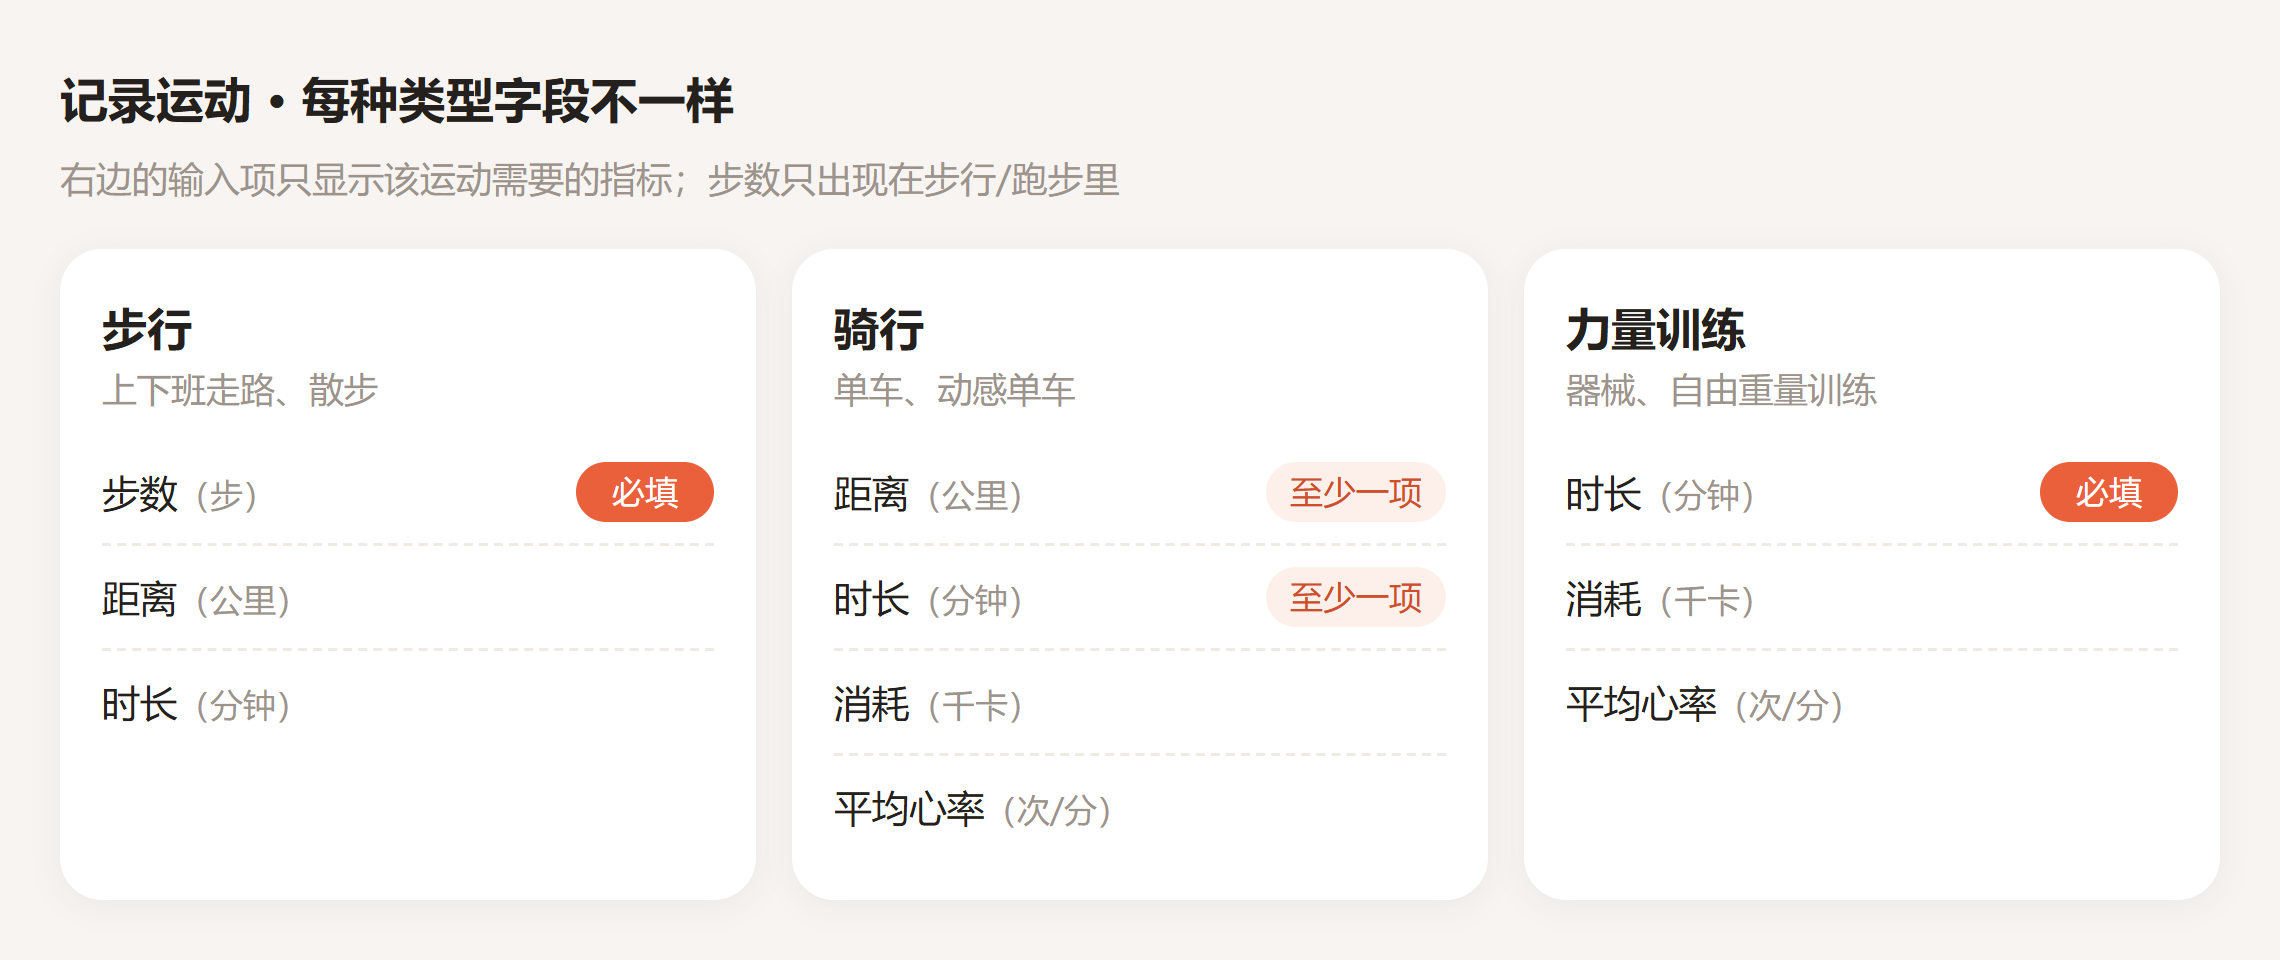 记录运动 · 每种类型字段不一样
右边的输入项只显示该运动需要的指标；步数只出现在步行/跑步里
步行
上下班走路、散步
步数（步） 必填
距离（公里）
时长（分钟）
骑行
单车、动感单车
距离（公里） 至少一项
时长（分钟） 至少一项
消耗（千卡）
平均心率（次/分）
力量训练
器械、自由重量训练
时长（分钟） 必填
消耗（千卡）
平均心率（次/分）